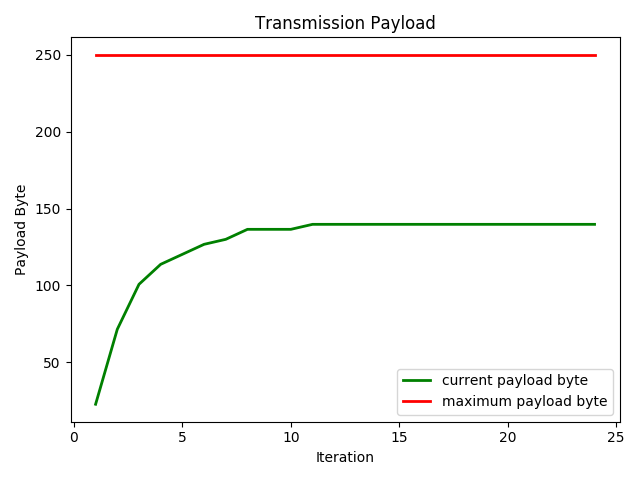 Transmission Payload
Payload Byte
250
200
150
100
50
0
5
10
15
20
25
Iteration
current payload byte
maximum payload byte